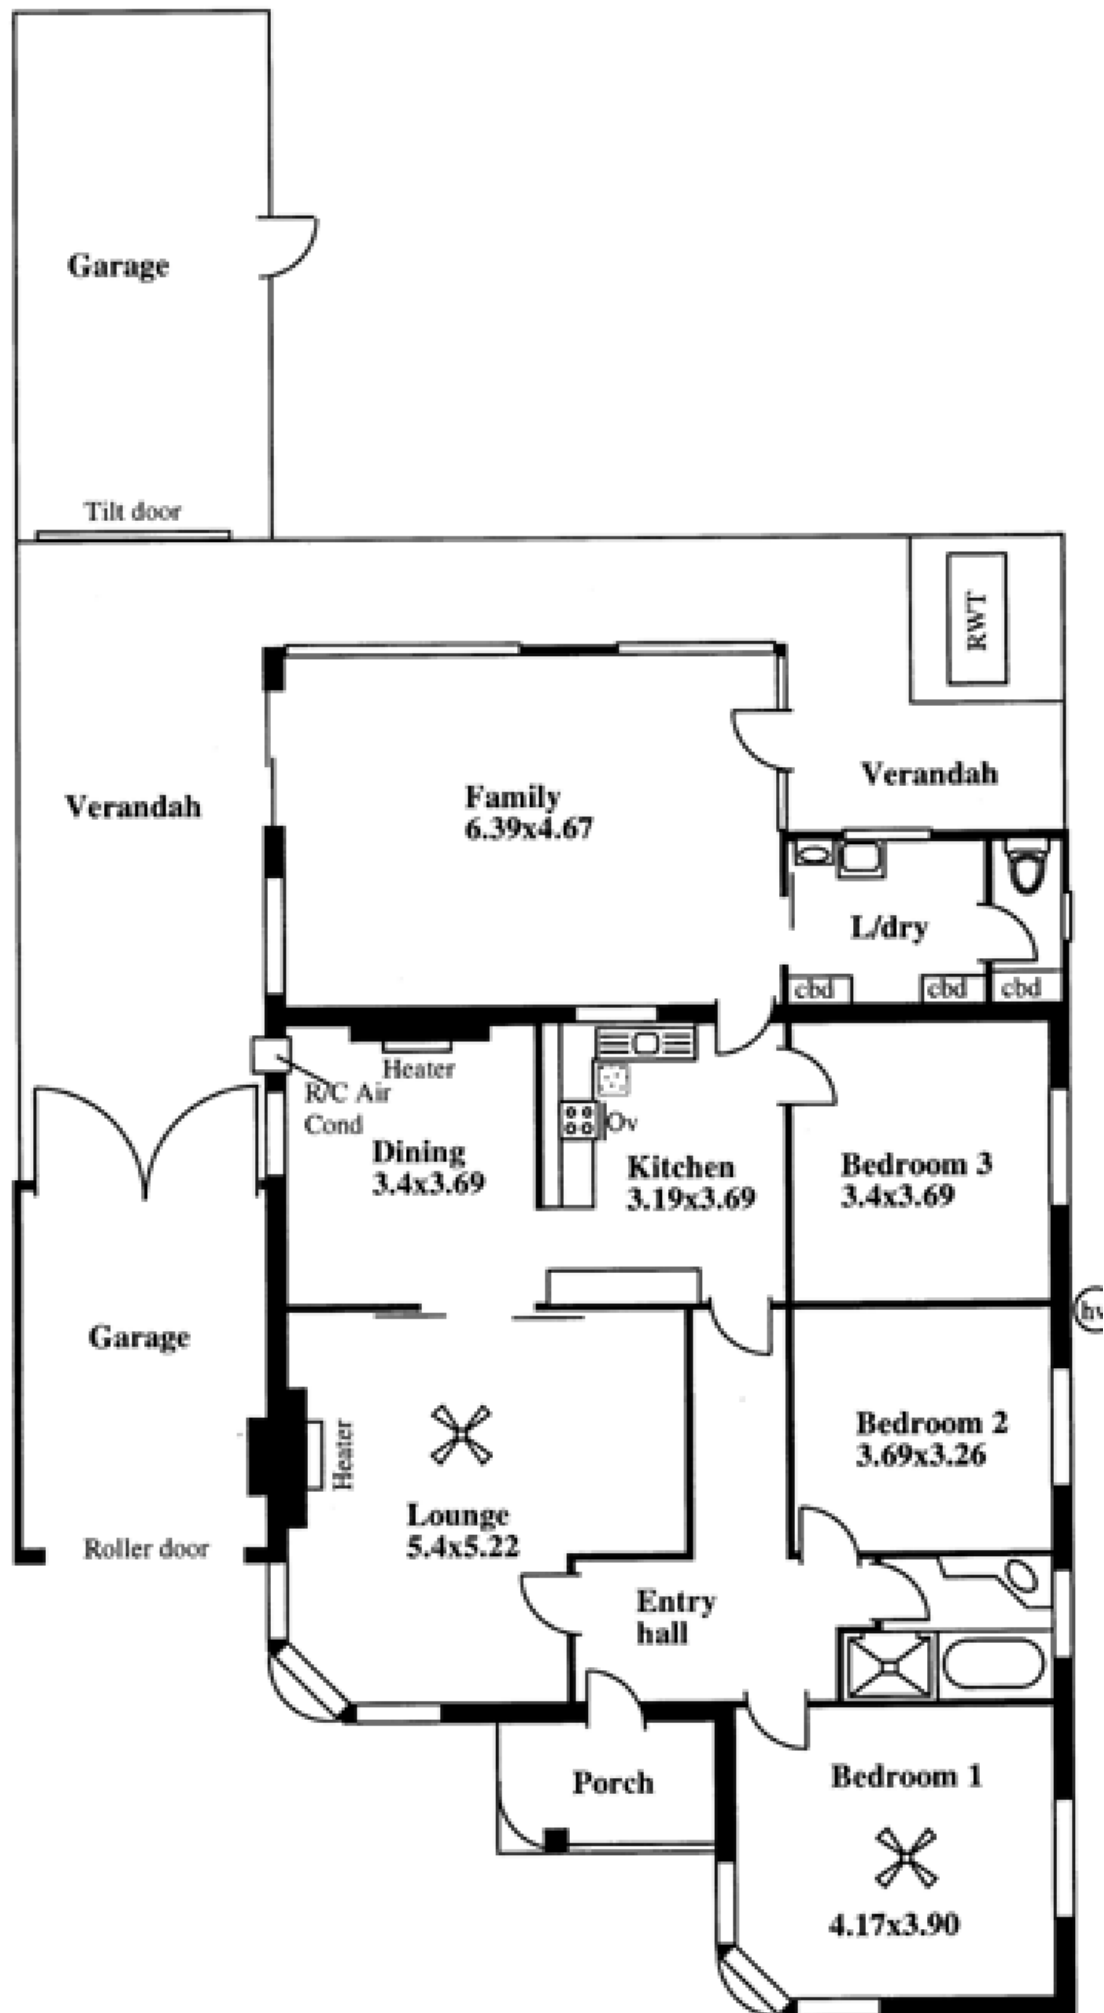 Garage
Tilt door
RWT
Verandah
Verandah
Family
6.39x4.67
L/dry
cbd
cbd
cbd
Heater
R/C Air
Cond
Ov
Dining
3.4x3.69
Kitchen
3.19x3.69
Bedroom 3
3.4x3.69
Garage
Bedroom 2
3.69x3.26
Heater
Lounge
5.4x5.22
Roller door
Entry
hall
Porch
Bedroom 1
4.17x3.90